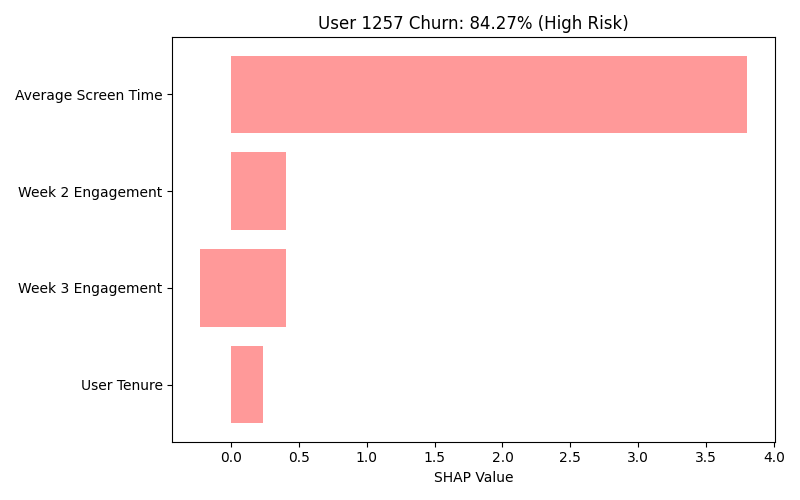 User 1257 Churn: 84.27% (High Risk)
Average Screen Time
Week 2 Engagement
Week 3 Engagement
User Tenure
0.0 0.5 1.0 1.5 2.0 2.5 3.0 3.5 4.0
SHAP Value